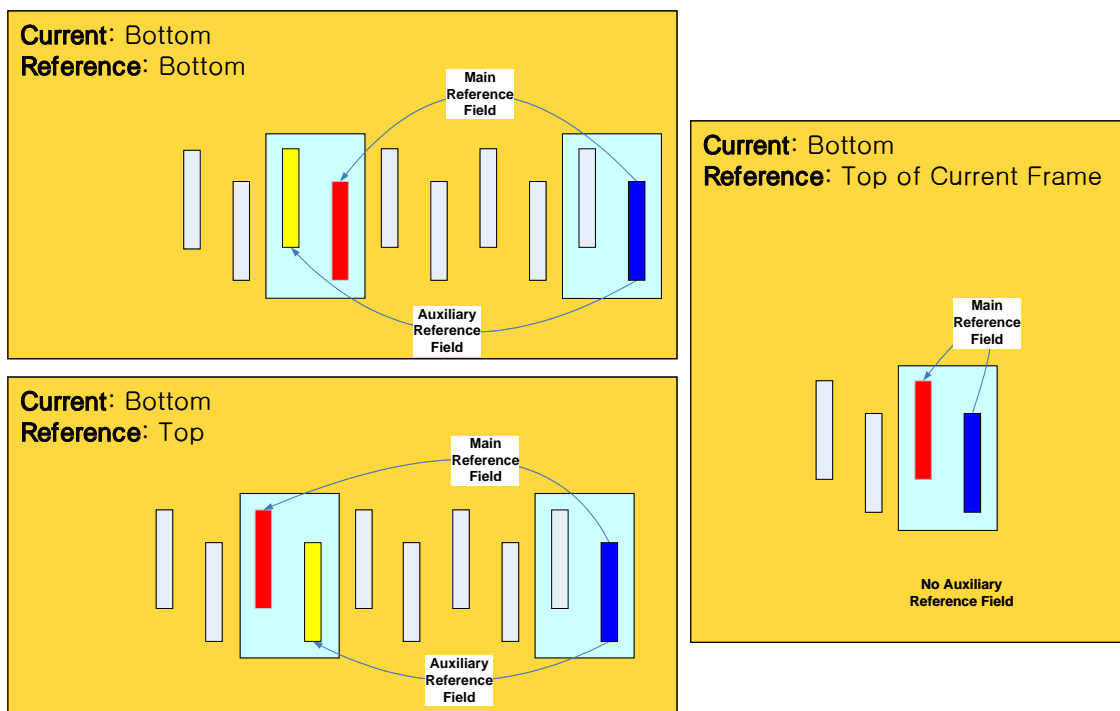 Current: Bottom
Reference: Bottom
Main
Reference
Field
Auxiliary
Reference
Field
Current: Bottom
Reference: Top
Main
Reference
Field
Auxiliary
Reference
Field
Current: Bottom
Reference: Top of Current Frame
Main
Reference
Field
No Auxiliary
Reference Field